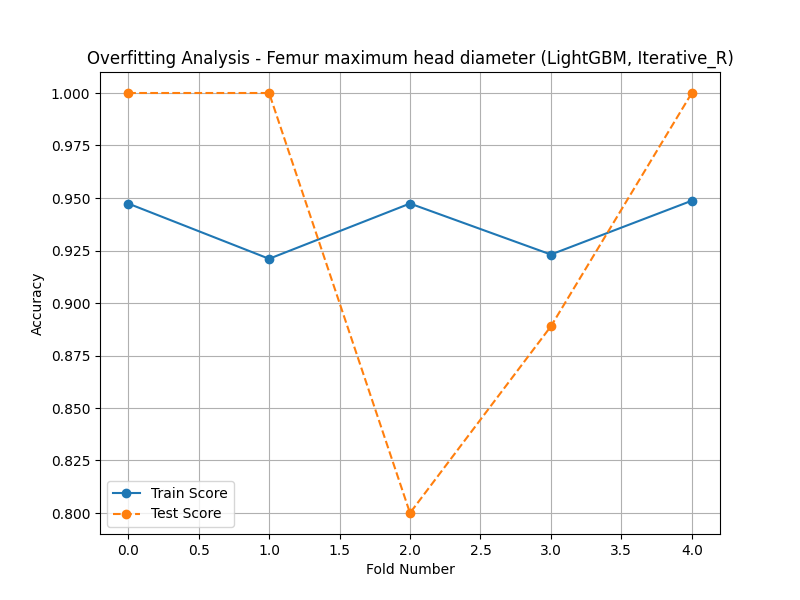 Overfitting Analysis - Femur maximum head diameter (LightGBM, Iterative_R)
1.000
0.975
0.950
0.925
0.900
0.875
0.850
0.825
0.800
Accuracy
Train Score
Test Score
0.0 0.5 1.0 1.5 2.0 2.5 3.0 3.5 4.0
Fold Number